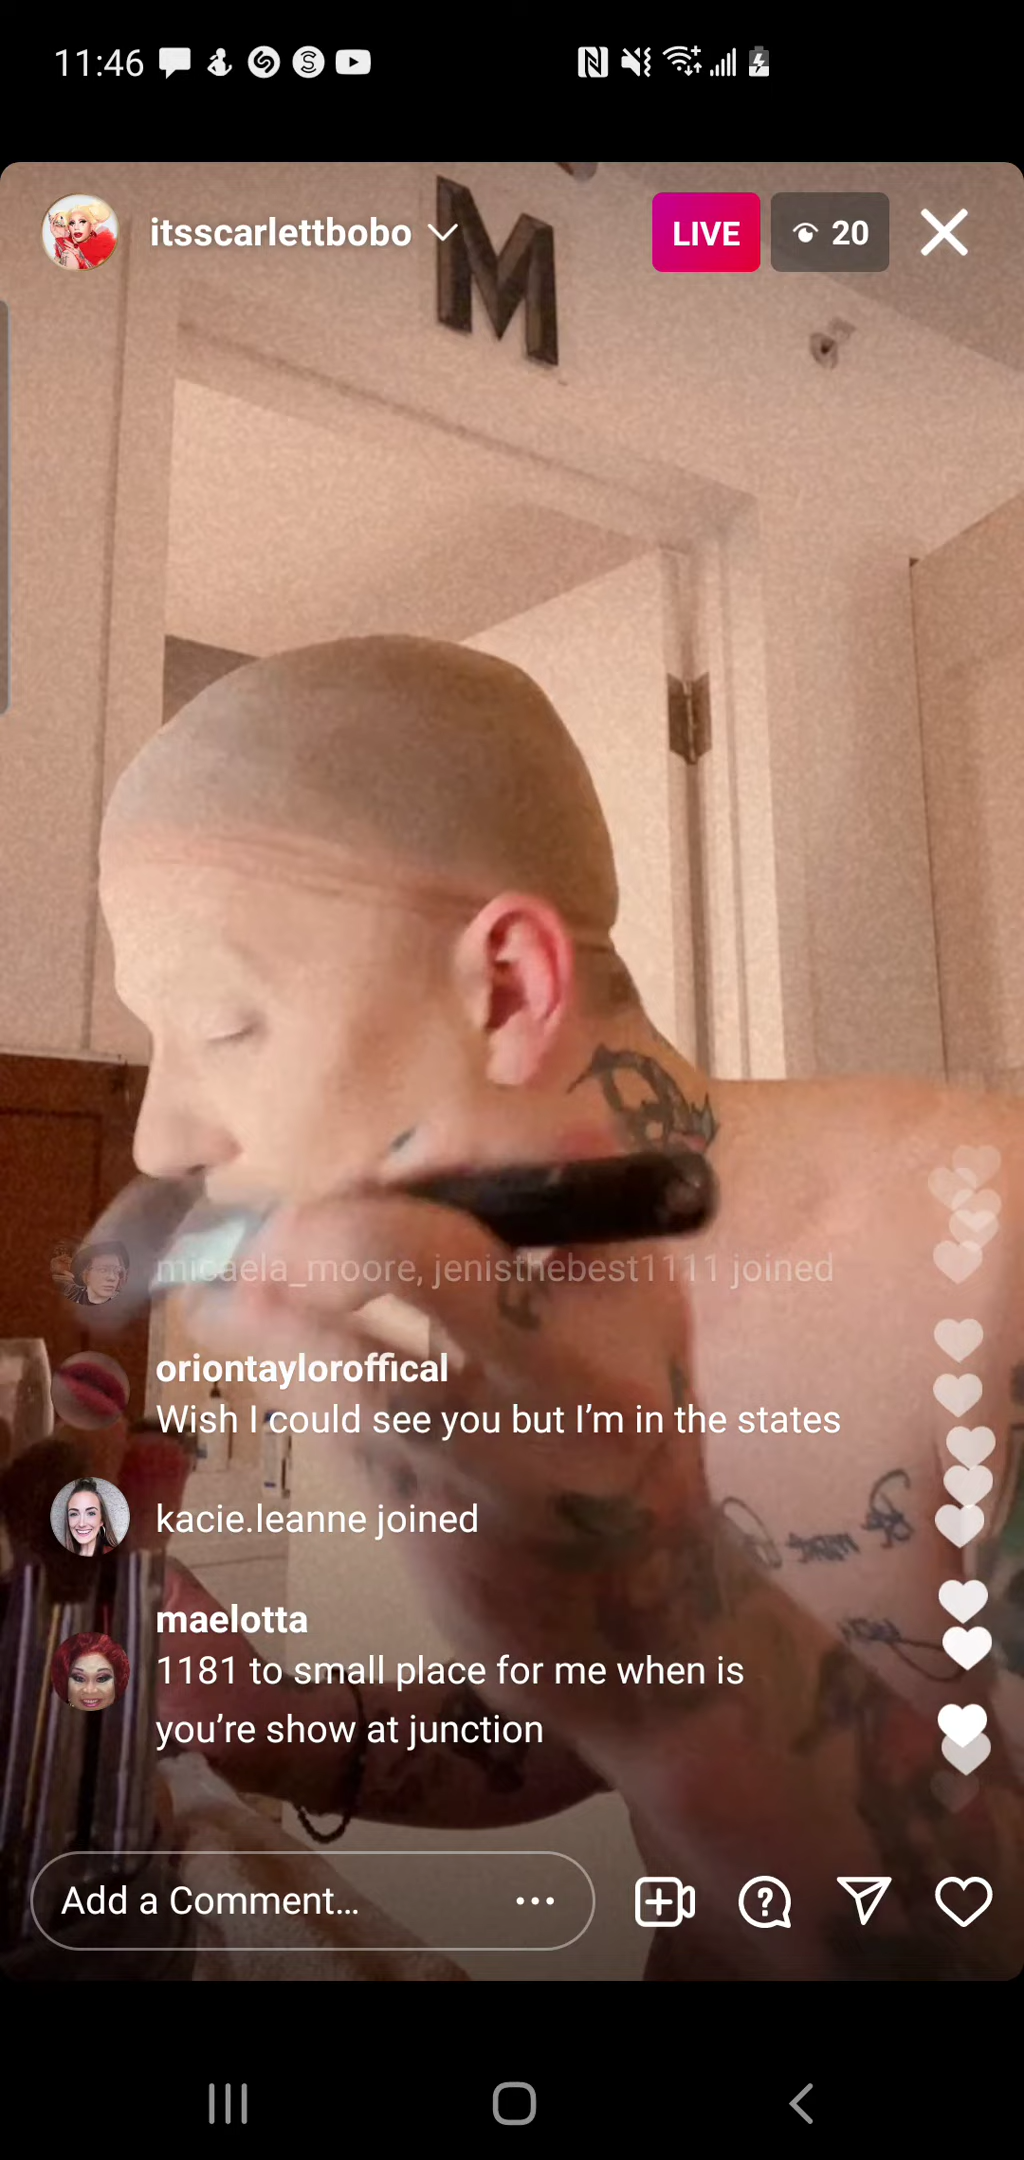 11:46
M
itsscarlettbobo
LIVE
20
micaela_moore, jenisthebest1111 joined
oriontayloroffical
Wish I could see you but I’m in the states
kacie.leanne joined
maelotta
1181 to small place for me when is
you’re show at junction
Add a Comment...